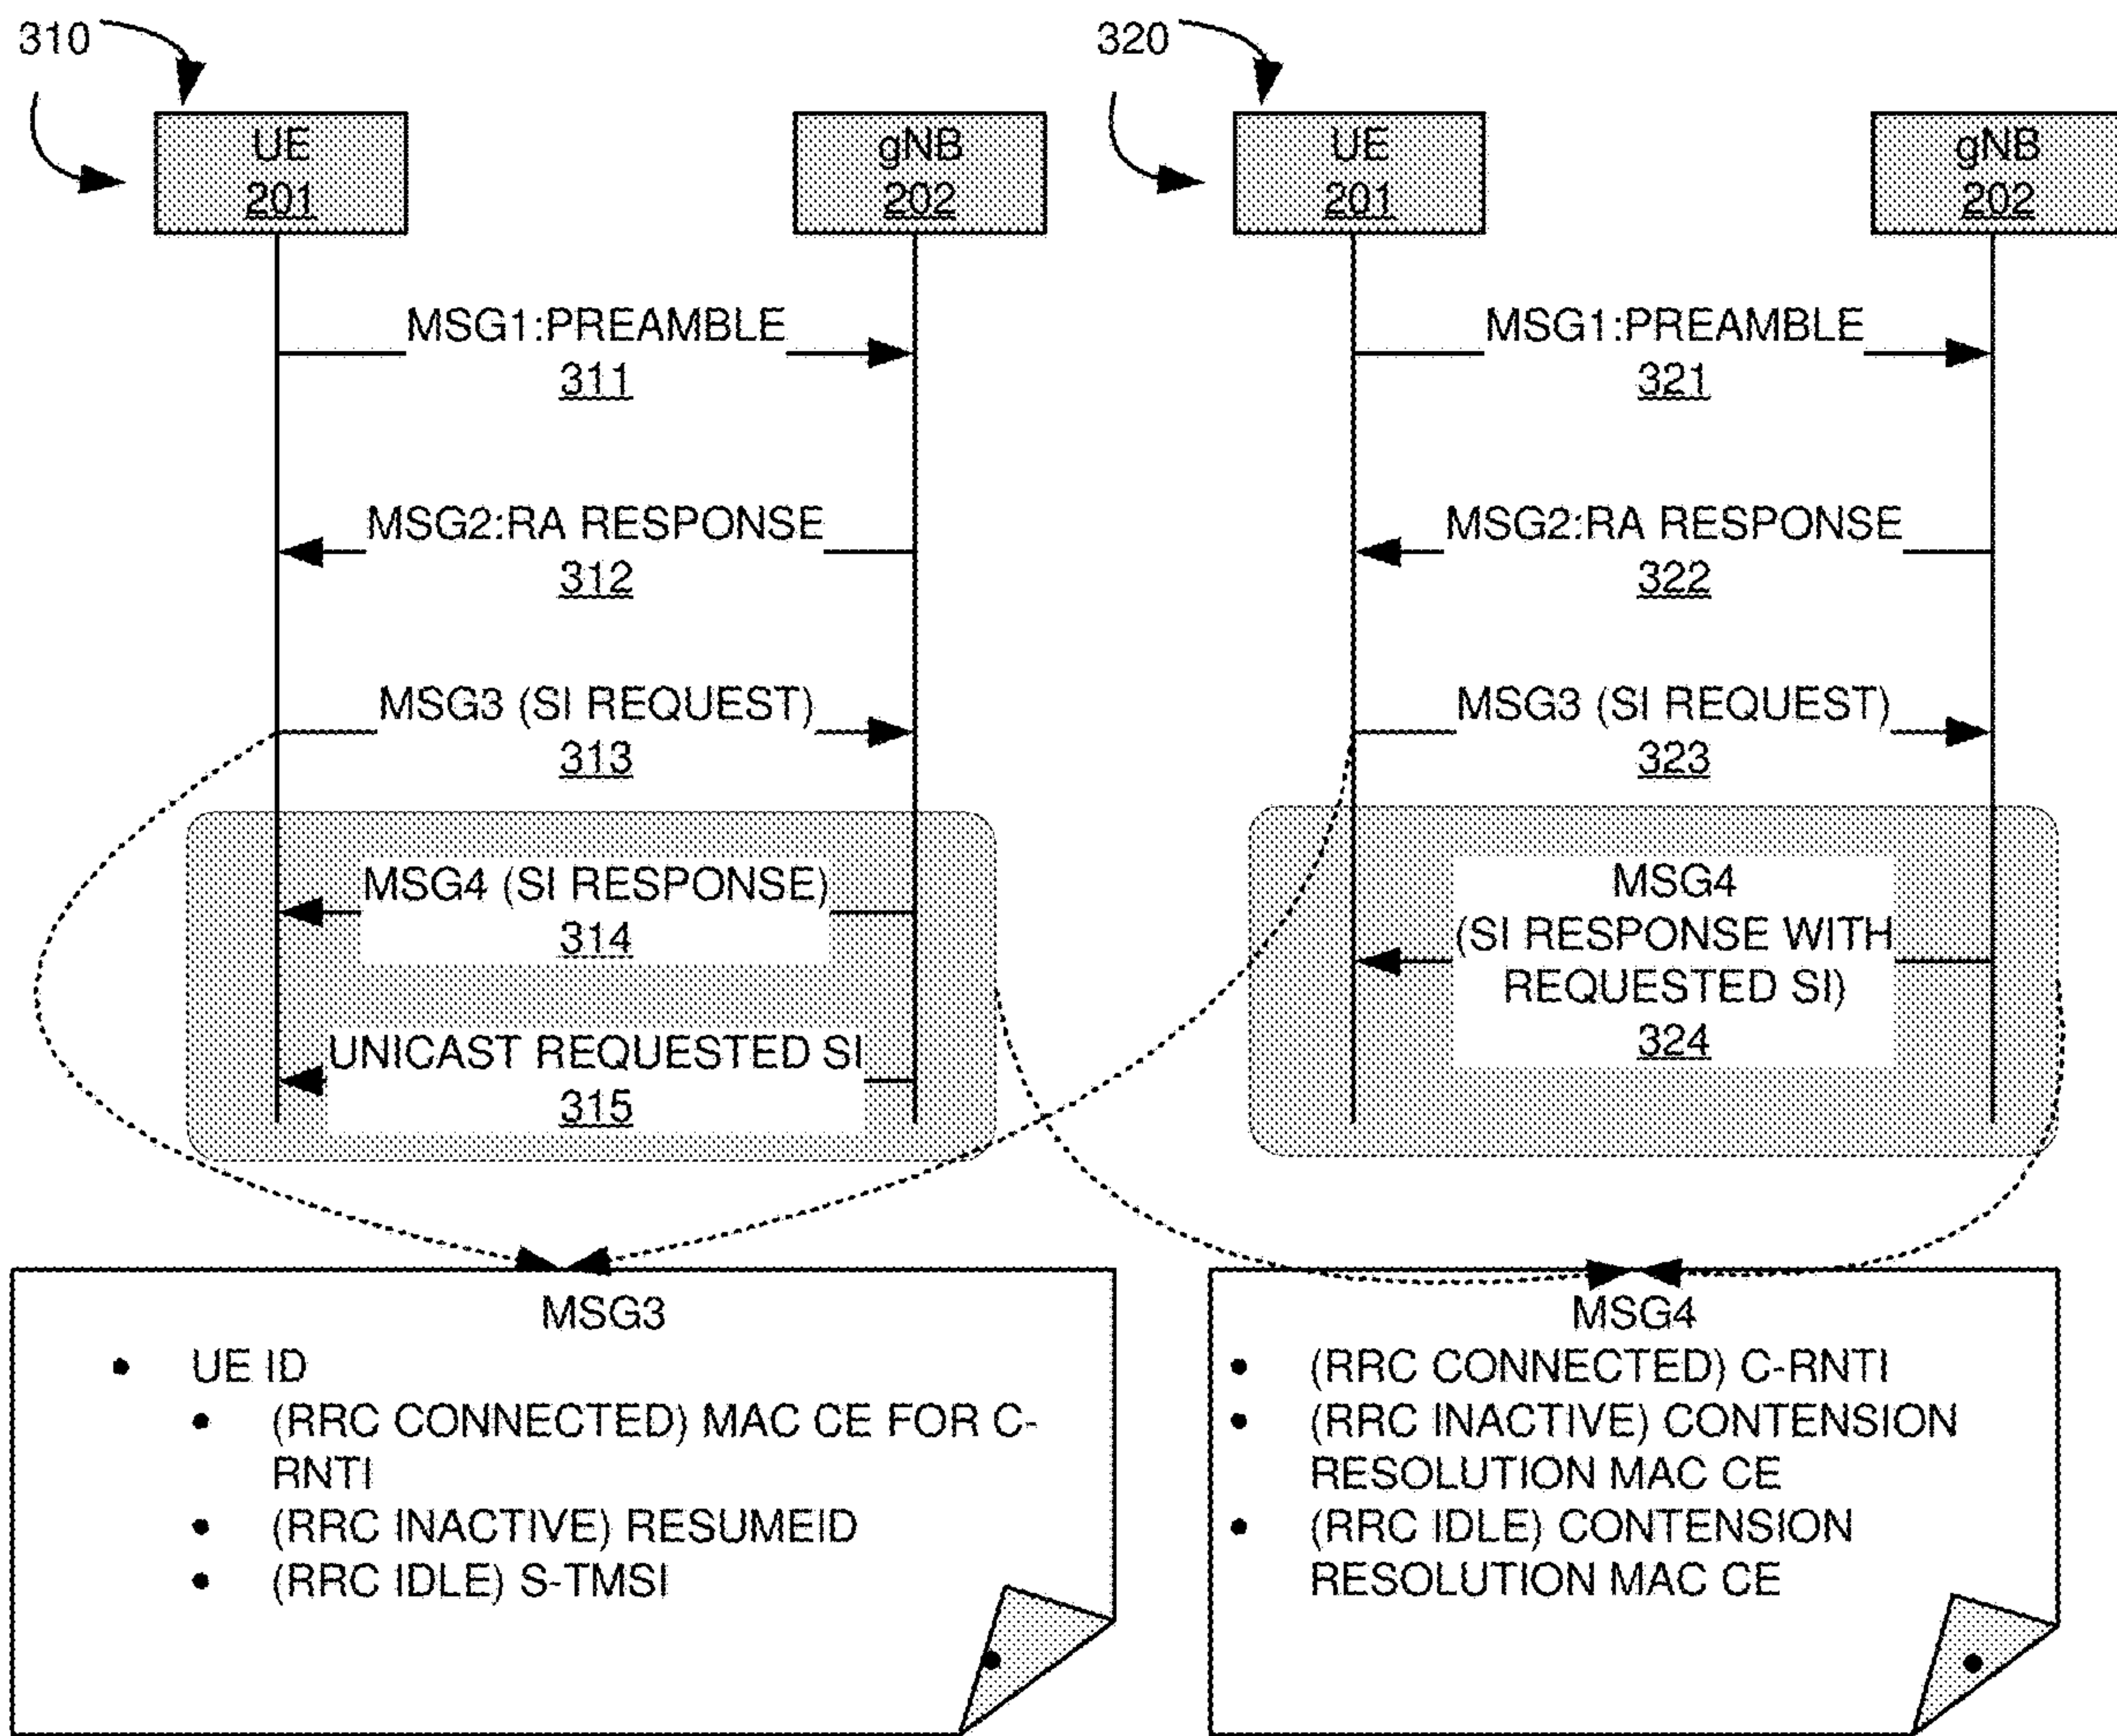 310
UE
201
gNB
202
MSG1:PREAMBLE
311
MSG2:RA RESPONSE
312
MSG3 (SI REQUEST)
313
MSG4 (SI RESPONSE)
314
UNICAST REQUESTED SI
315
320
UE
201
gNB
202
MSG1:PREAMBLE
321
MSG2:RA RESPONSE
322
MSG3 (SI REQUEST)
323
MSG4
(SI RESPONSE WITH
REQUESTED SI)
324
MSG3
• UE ID
• (RRC CONNECTED) MAC CE FOR C-
RNTI
• (RRC INACTIVE) RESUMEID
• (RRC IDLE) S-TMSI
MSG4
• (RRC CONNECTED) C-RNTI
• (RRC INACTIVE) CONTENSION
RESOLUTION MAC CE
• (RRC IDLE) CONTENSION
RESOLUTION MAC CE